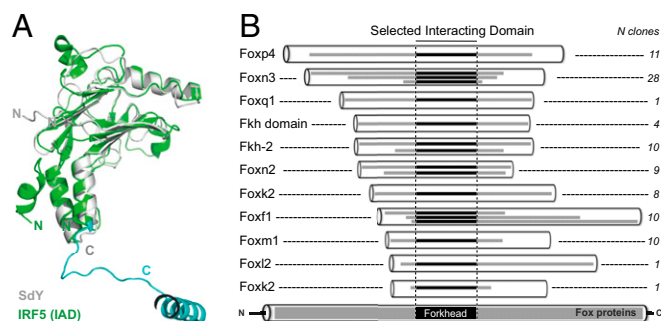 A
N
N
N
C
C
SdY
IRF5 (IAD)
B
Selected Interacting Domain
N clones
Foxp4 11
Foxn3 28
Foxq1 1
Fkh domain 4
Fkh-2 10
Foxn2 9
Foxk2 8
Foxf1 10
Foxm1 10
Foxl2 1
Foxk2 1
N Forkhead Fox proteins C